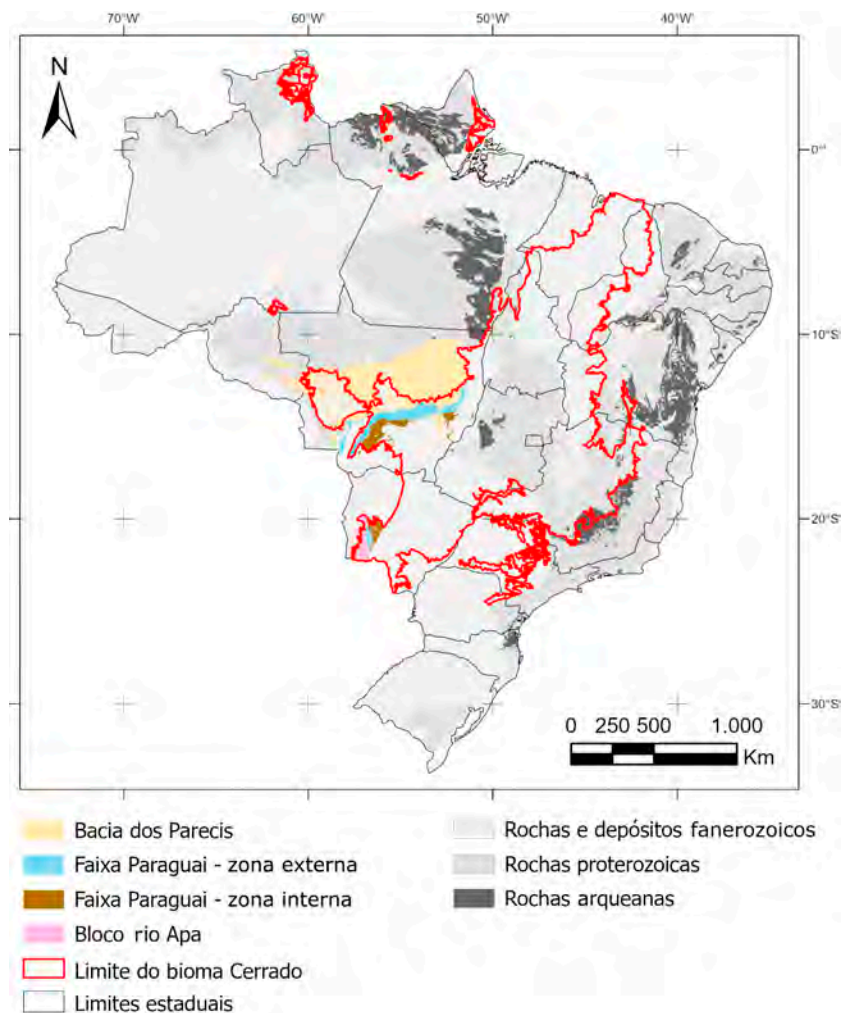 70°W 60°W 50°W 40°W
N
0°
10°S
20°S
30°S
0 250 500 1.000
Km
Bacia dos Parecis
Faixa Paraguai - zona externa
Faixa Paraguai - zona interna
Bloco rio Apa
Limite do bioma Cerrado
Limites estaduais
Rochas e depósitos fanerozoicos
Rochas proterozoicas
Rochas arqueanas